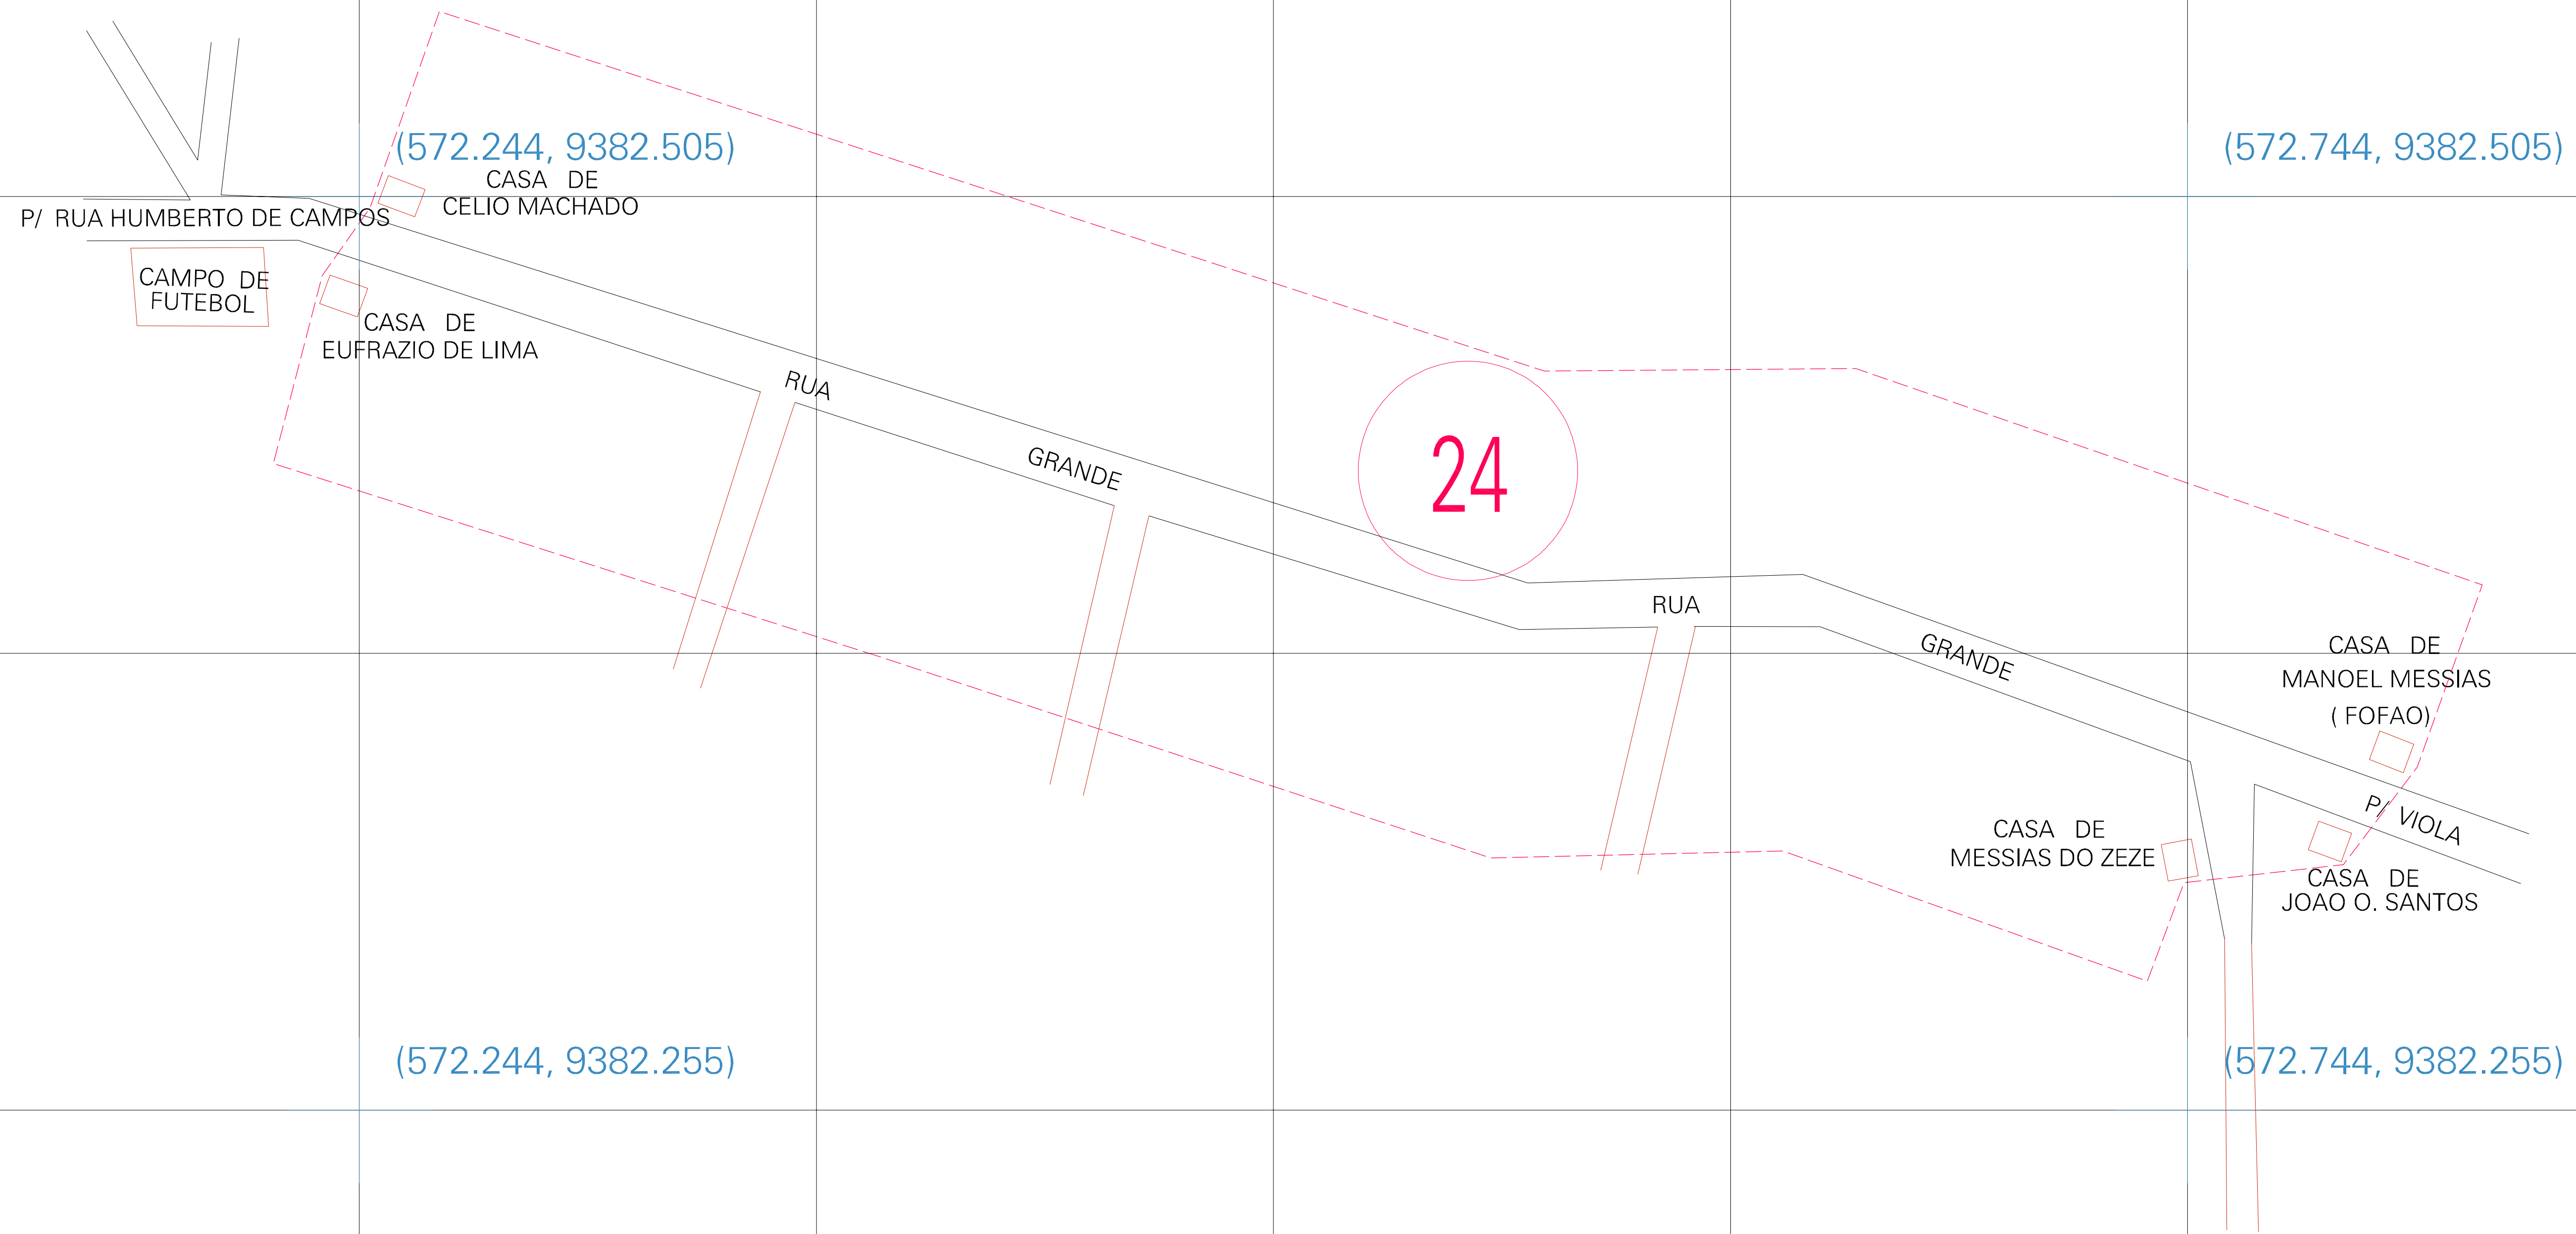 (572.244, 9382.505)
(572.744, 9382.505)
CASA DE
CELIO MACHADO
P/ RUA HUMBERTO DE CAMPOS
CAMPO DE
FUTEBOL
CASA DE
EUFRAZIO DE LIMA
RUA
GRANDE
24
RUA
GRANDE
CASA DE
MANOEL MESSIAS
( FOFAO)
P/ VIOLA
CASA DE
MESSIAS DO ZEZE
CASA DE
JOAO O. SANTOS
(572.244, 9382.255)
(572.744, 9382.255)